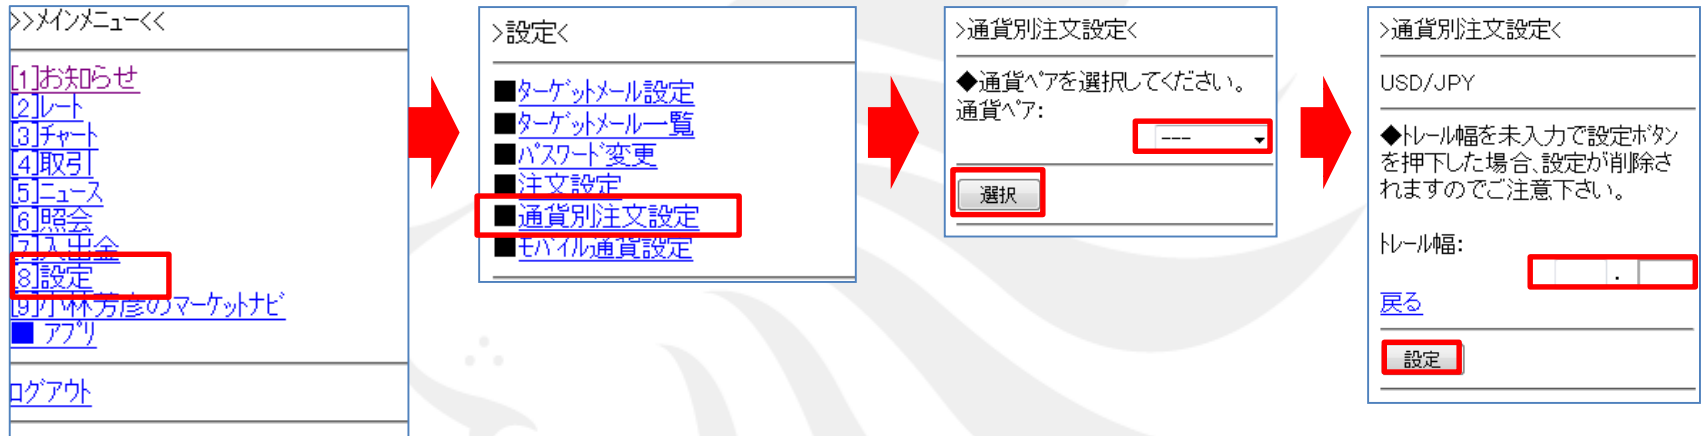 >>ﾒｲﾝﾒﾆｭｰ<<
[1]お知らせ
[2]ﾚｰﾄ
[3]ﾁｬｰﾄ
[4]取引
[5]ﾆｭｰｽ
[6]照会
[7]入出金
[8]設定
[9]小林芳彦のﾏｰｹｯﾄﾅﾋﾞ
■ ｱﾌﾟﾘ
ﾛｸﾞｱｳﾄ
>設定<
■ﾀｰｹﾞｯﾄﾒｰﾙ設定
■ﾀｰｹﾞｯﾄﾒｰﾙ一覧
■ﾊﾟｽﾜｰﾄﾞ変更
■注文設定
■通貨別注文設定
■ﾓﾊﾞｲﾙ通貨設定
>通貨別注文設定<
◆通貨ﾍﾟｱを選択してください。
通貨ﾍﾟｱ:
---
選択
>通貨別注文設定<
USD/JPY
◆ﾄﾚｰﾙ幅を未入力で設定ﾎﾞﾀﾝ
を押下した場合、設定が削除さ
れますのでご注意下さい。
ﾄﾚｰﾙ幅:
.
戻る
設定